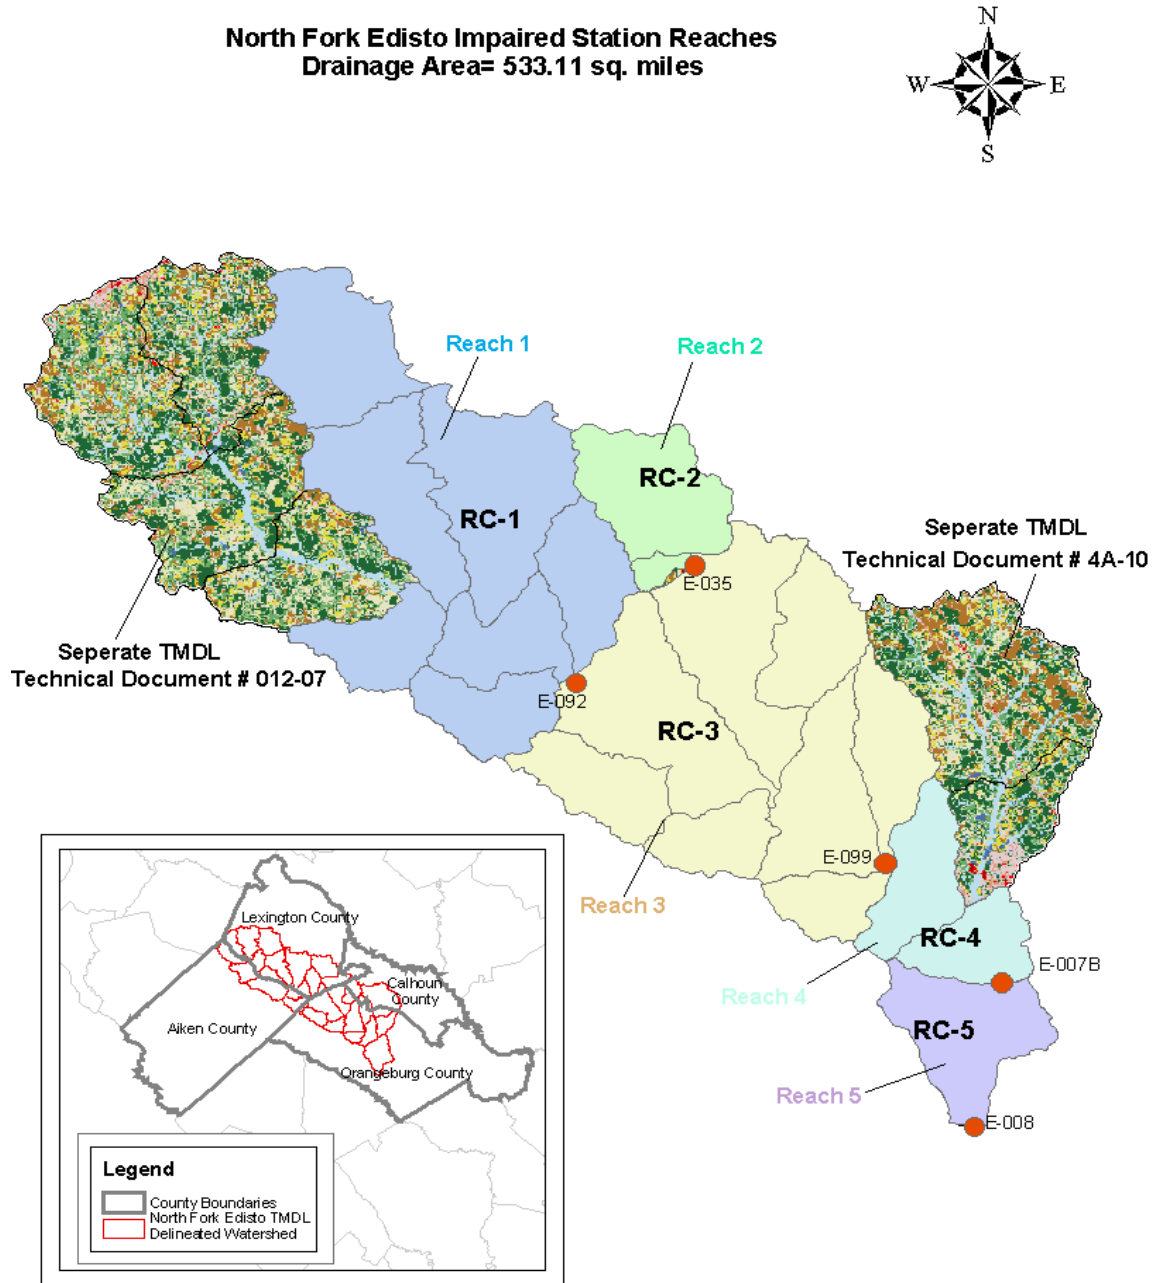 North Fork Edisto Impaired Station Reaches
Drainage Area= 533.11 sq. miles
N
W
E
S
Reach 1
Reach 2
RC-2
RC-1
Seperate TMDL
Technical Document # 4A-10
E-035
Seperate TMDL
Technical Document # 012-07
E-092
RC-3
E-099
Reach 3
RC-4
E-007B
Reach 4
RC-5
Reach 5
E-008
Lexington County
Calhoun
County
Aiken County
Orangeburg County
Legend
County Boundaries
North Fork Edisto TMDL
Delineated Watershed